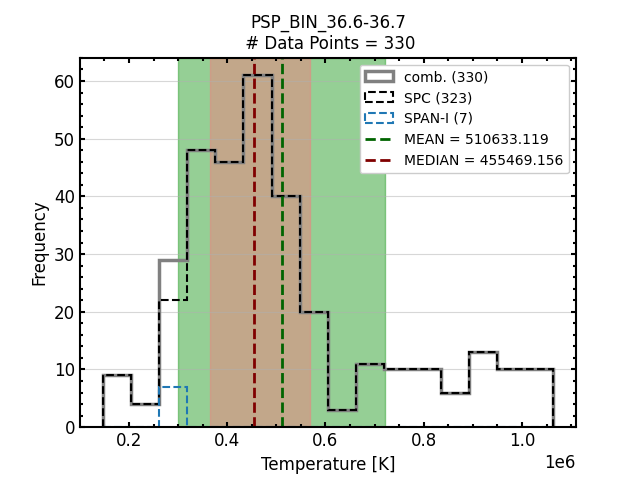 PSP_BIN_36.6-36.7
# Data Points = 330
comb. (330)
SPC (323)
SPAN-I (7)
MEAN = 510633.119
MEDIAN = 455469.156
Frequency
60
50
40
30
20
10
0
0.2 0.4 0.6 0.8 1.0
1e6
Temperature [K]